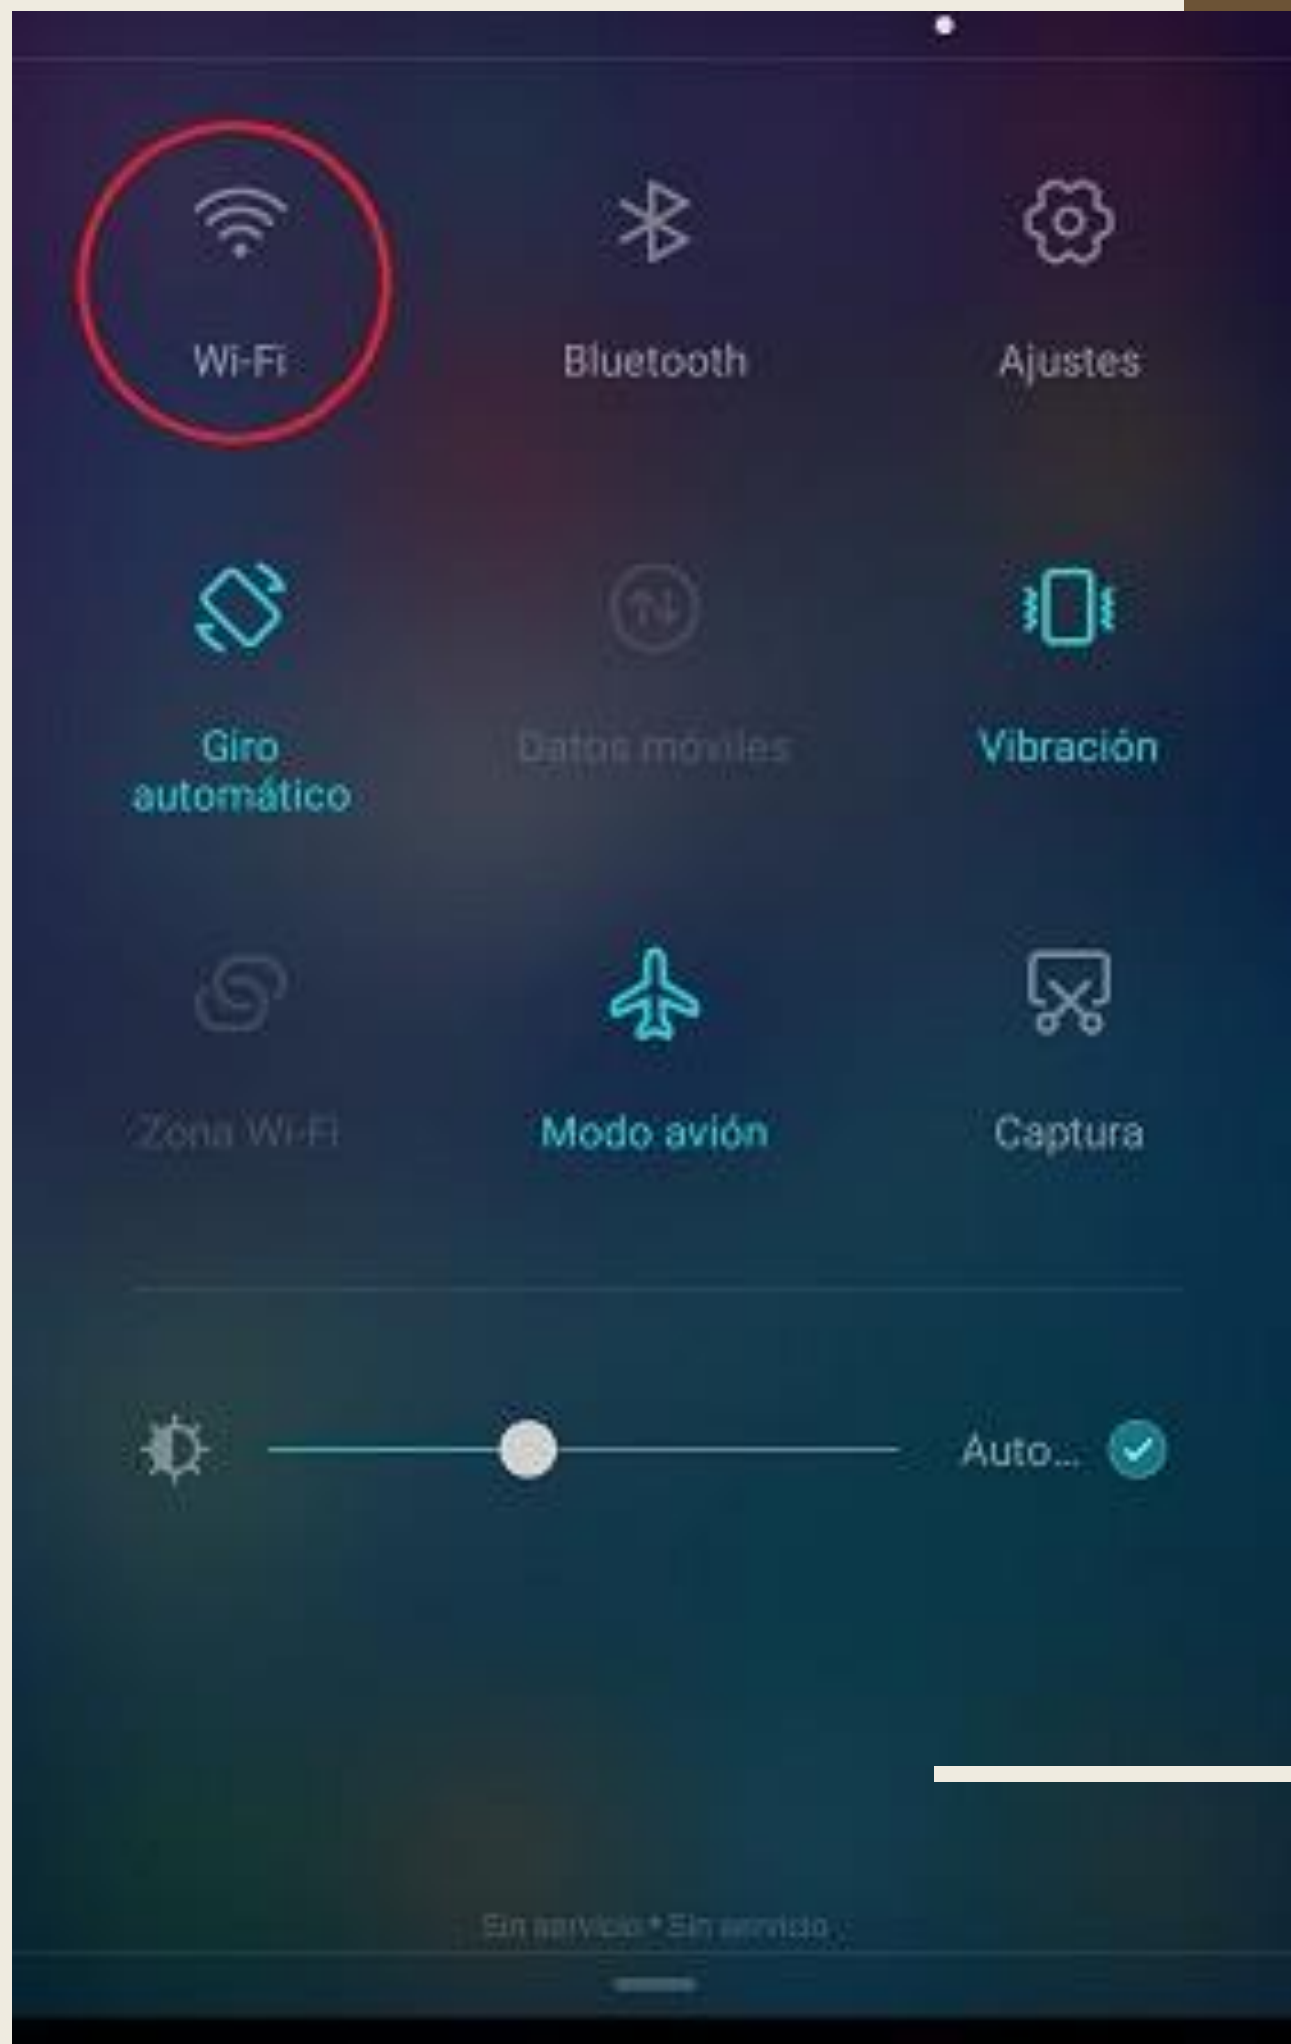 Wi-Fi
Bluetooth
Ajustes
Giro
automático
Datos móviles
Vibración
Zona Wi-Fi
Modo avión
Captura
Auto...
Sin servicio * Sin servicio